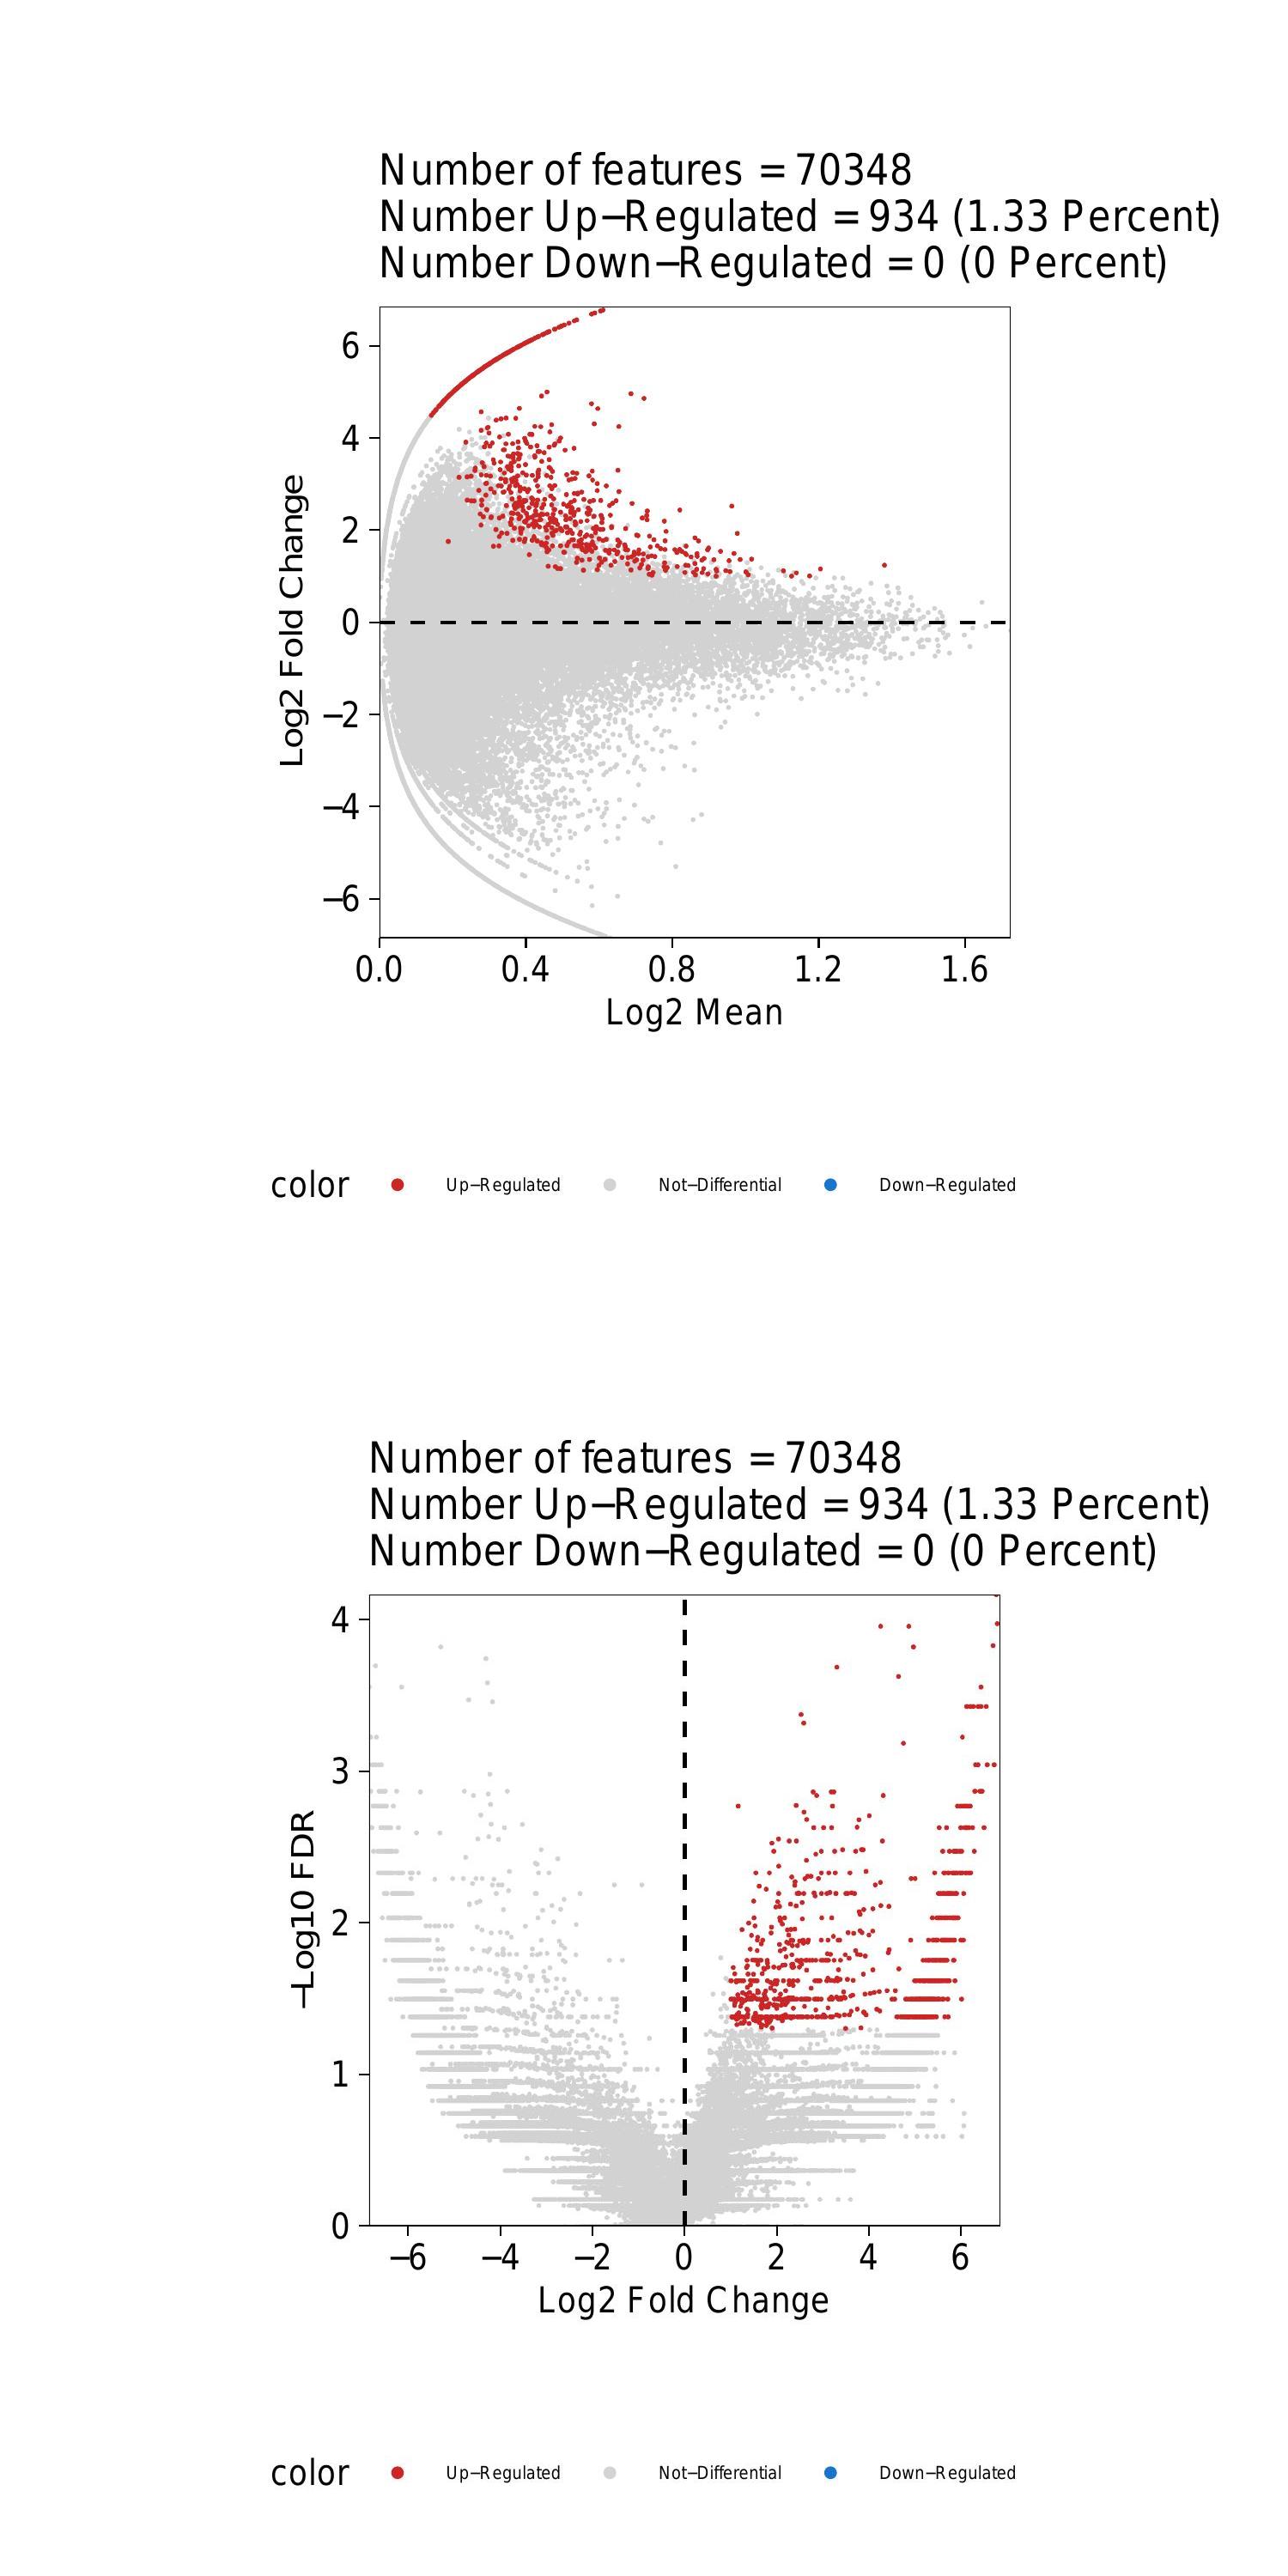 Number of features = 70348
Number Up−Regulated = 934 (1.33 Percent)
Number Down−Regulated = 0 (0 Percent)
6
4
2
0
−2
−4
−6
Log2 Fold Change
0.0 0.4 0.8 1.2 1.6
Log2 Mean
color Up−Regulated Not−Differential Down−Regulated
Number of features = 70348
Number Up−Regulated = 934 (1.33 Percent)
Number Down−Regulated = 0 (0 Percent)
4
3
2
1
0
−Log10 FDR
−6 −4 −2 0 2 4 6
Log2 Fold Change
color Up−Regulated Not−Differential Down−Regulated